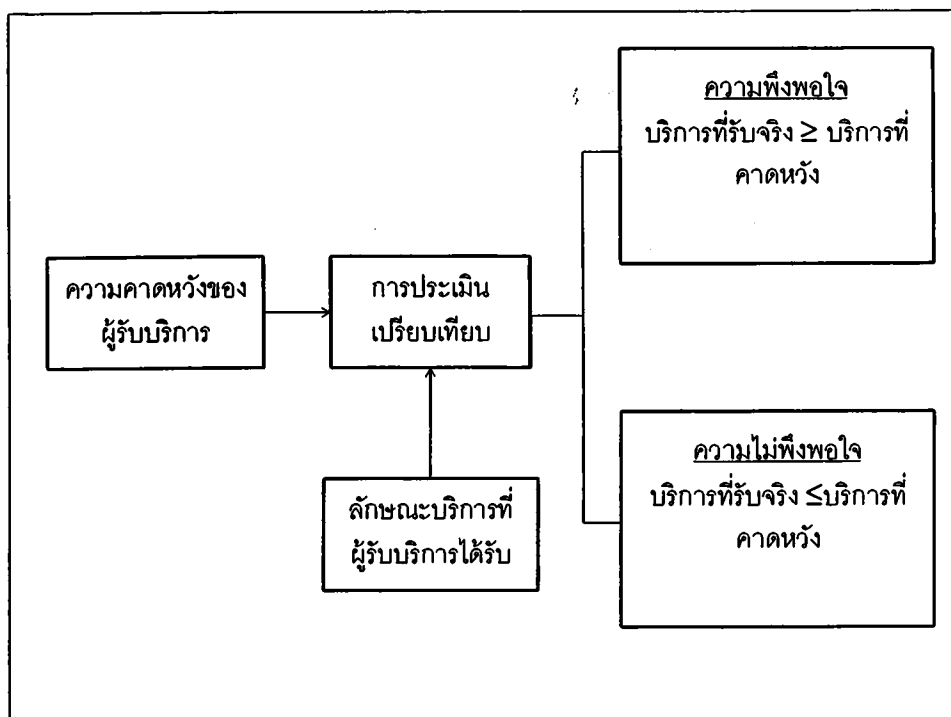 ความพึงพอใจ
บริการที่รับจริง ≥ บริการที่
คาดหวัง
ความคาดหวังของ
ผู้รับบริการ
การประเมิน
เปรียบเทียบ
ลักษณะบริการที่
ผู้รับบริการได้รับ
ความไม่พึงพอใจ
บริการที่รับจริง ≤บริการที่
คาดหวัง